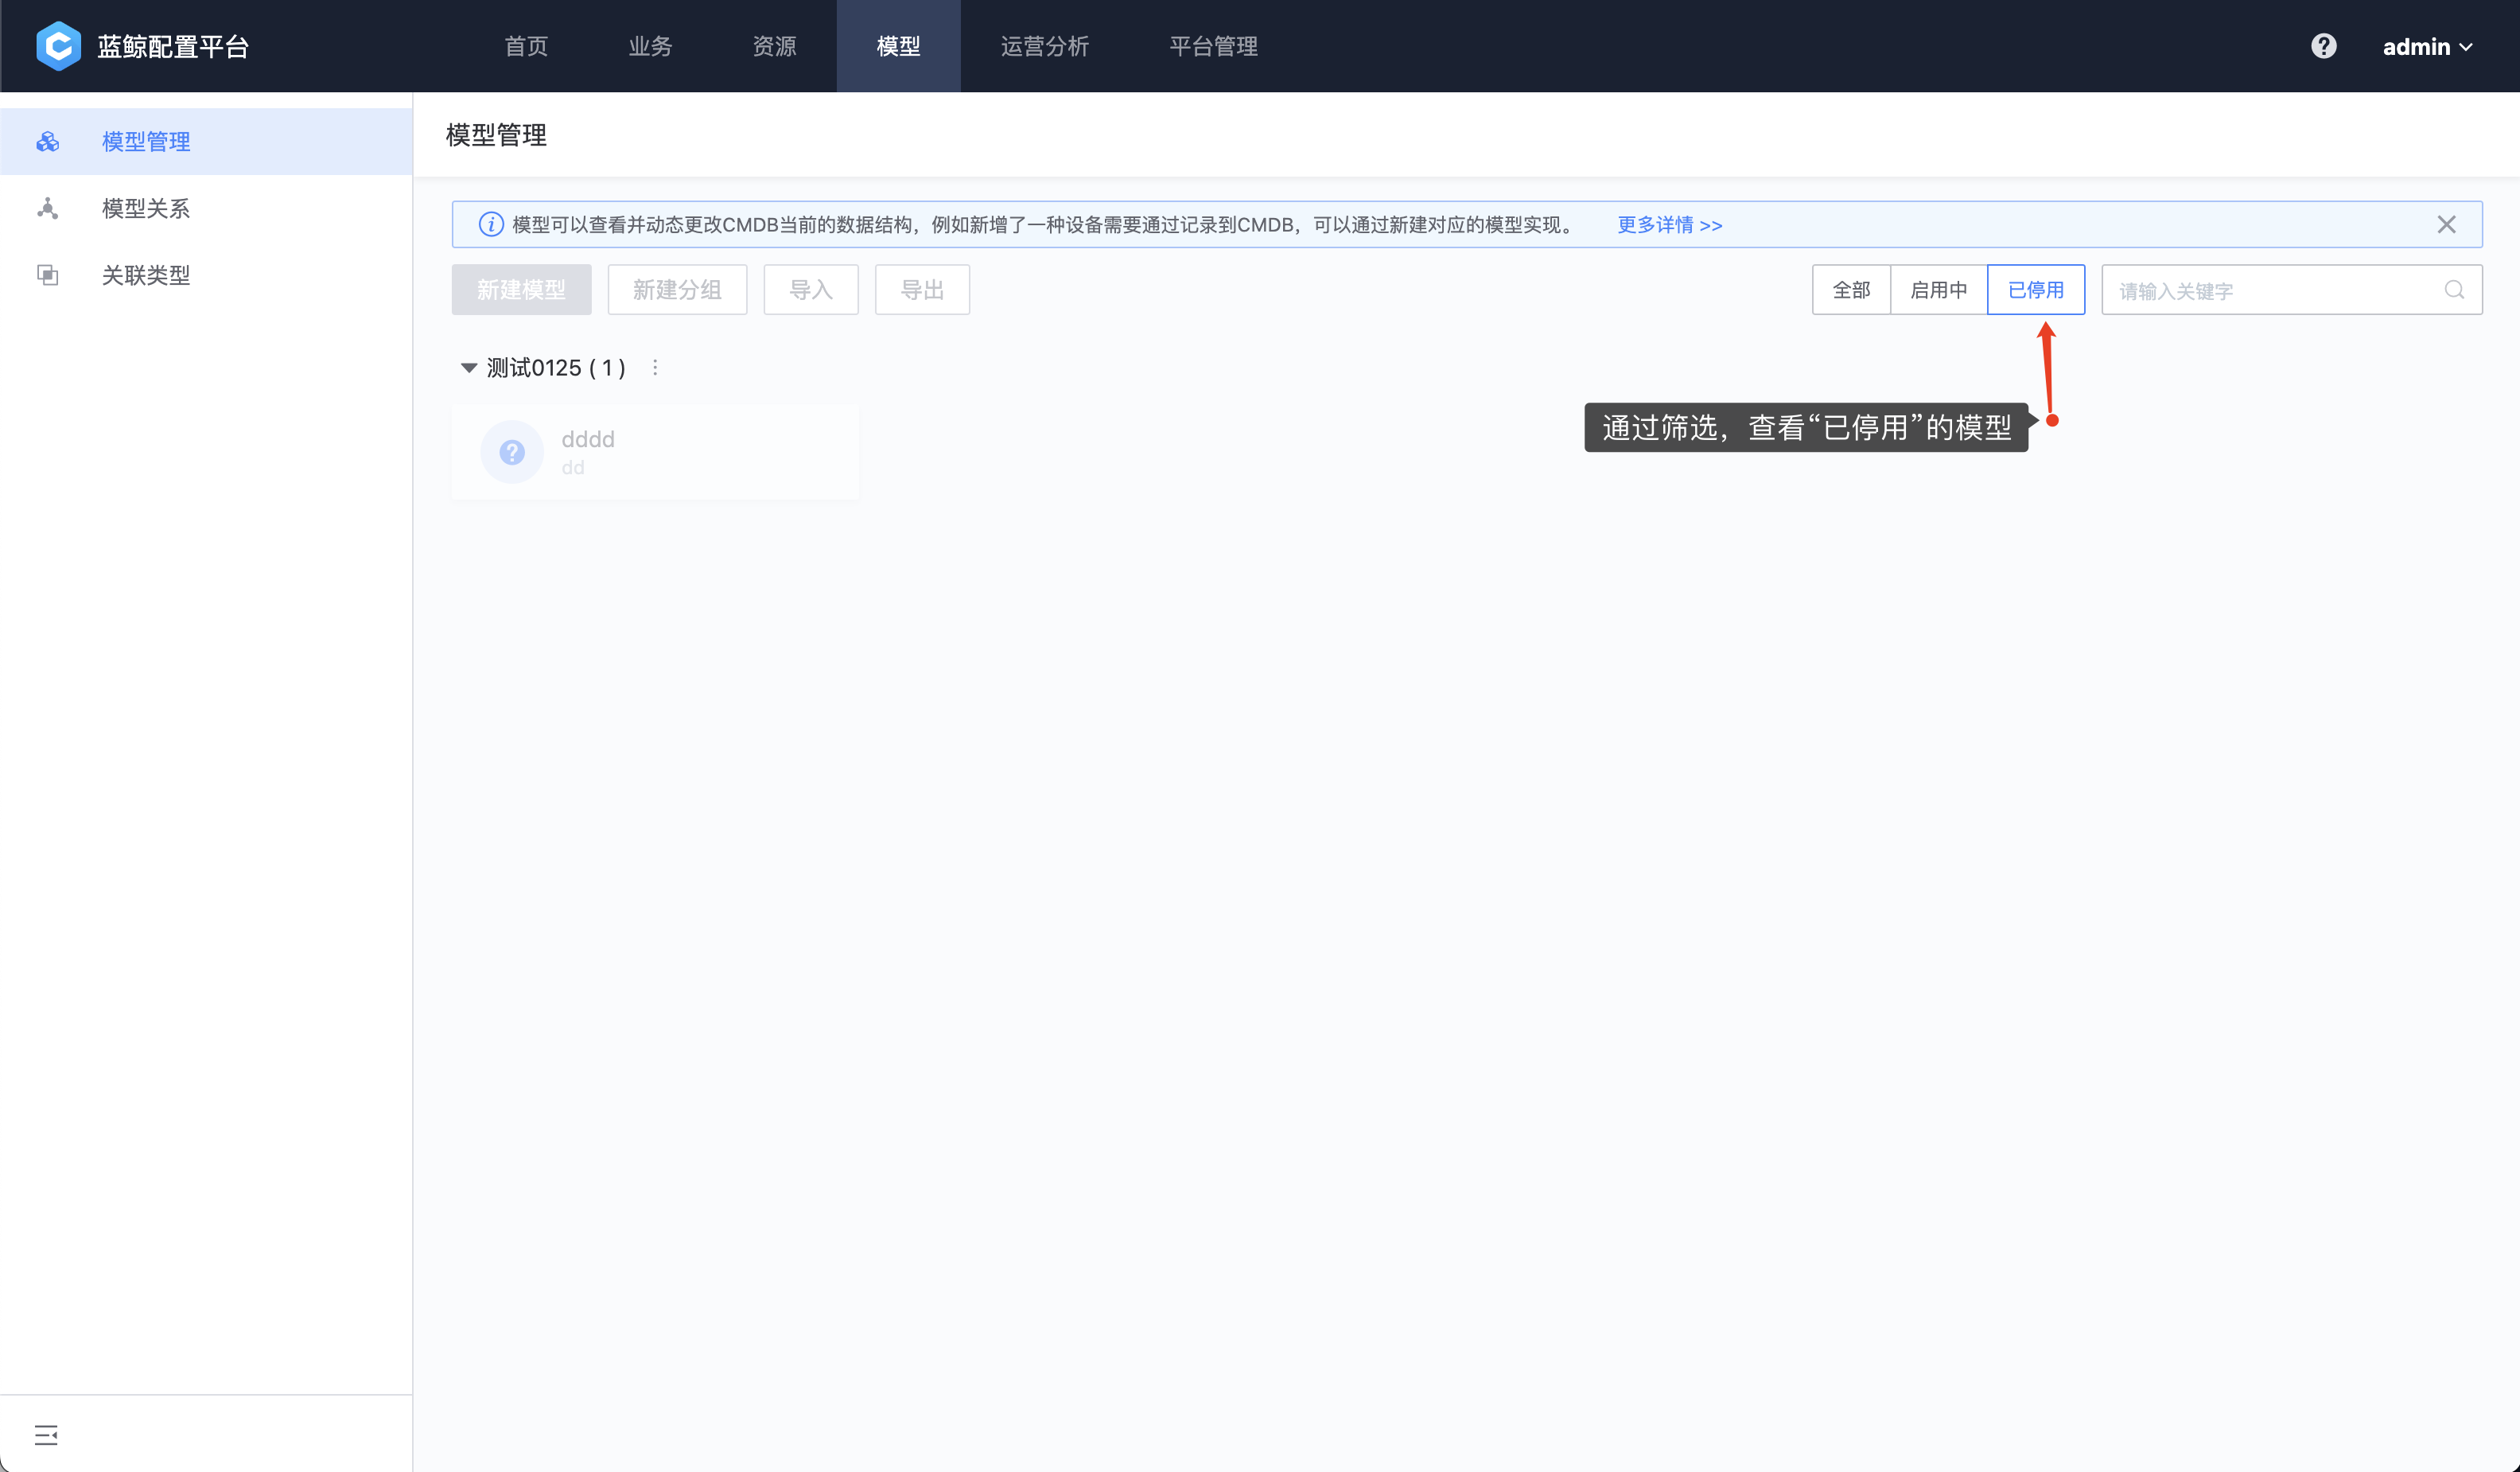 蓝鲸配置平台
首页 业务 资源 模型 运营分析 平台管理
admin
模型管理
模型关系
关联类型
模型管理
模型可以查看并动态更改CMDB当前的数据结构，例如新增了一种设备需要通过记录到CMDB，可以通过新建对应的模型实现。 更多详情 >>
新建模型 新建分组 导入 导出 全部 启用中 已停用 请输入关键字
测试0125 ( 1 )
通过筛选，查看“已停用”的模型
dddd
dd